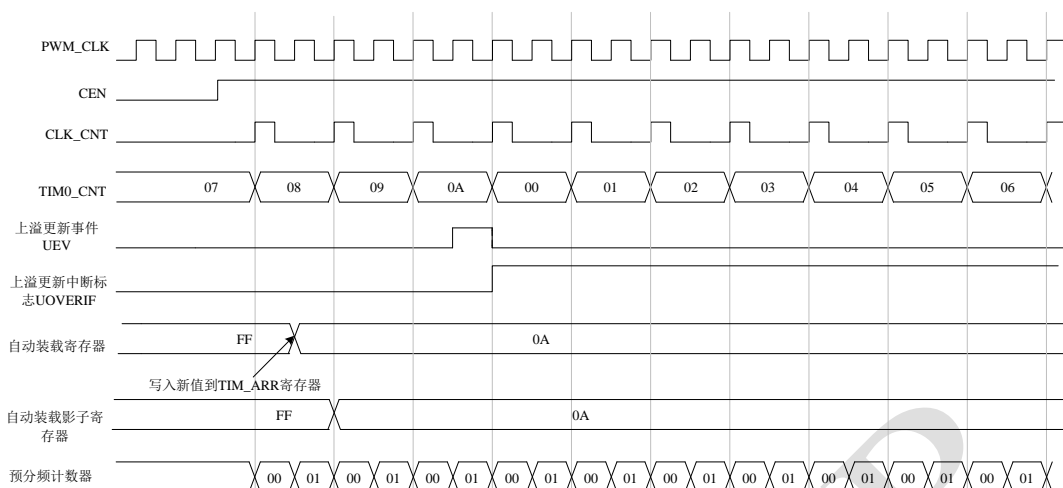 PWM_CLK
CEN
CLK_CNT
TIM0_CNT 07 08 09 0A 00 01 02 03 04 05 06
上溢更新事件
UEV
上溢更新中断标
志UOVERIF
自动装载寄存器 FF 0A
写入新值到TIM_ARR寄存器
自动装载影子寄
存器 FF 0A
预分频计数器 00 01 00 01 00 01 00 01 00 01 00 01 00 01 00 01 00 01 00 01